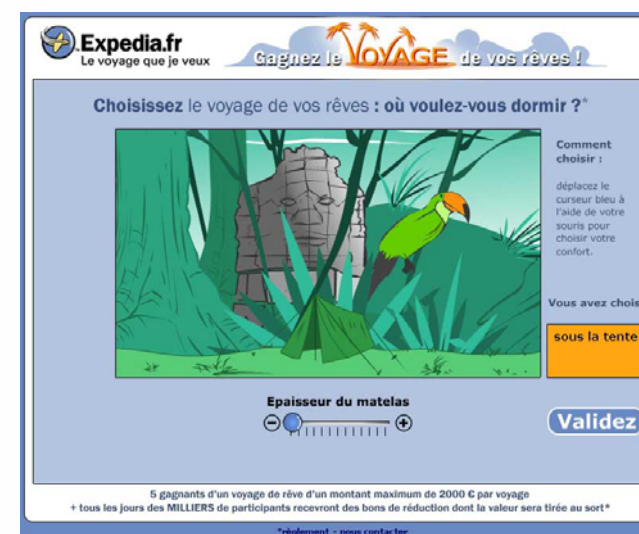 Expedia.fr
Le voyage que je veux
Gagnez le VOYAGE de vos rêves !
Choisissez le voyage de vos rêves : où voulez-vous dormir ?*
Comment
choisir :
déplacez le
curseur bleu à
l'aide de votre
souris pour
choisir votre
confort.
Vous avez chois
sous la tente
Epaisseur du matelas
Validez
5 gagnants d'un voyage de rêve d'un montant maximum de 2000 € par voyage
+ tous les jours des MILLIERS de participants recevront des bons de réduction dont la valeur sera tirée au sort*
*règlement - nous contacter